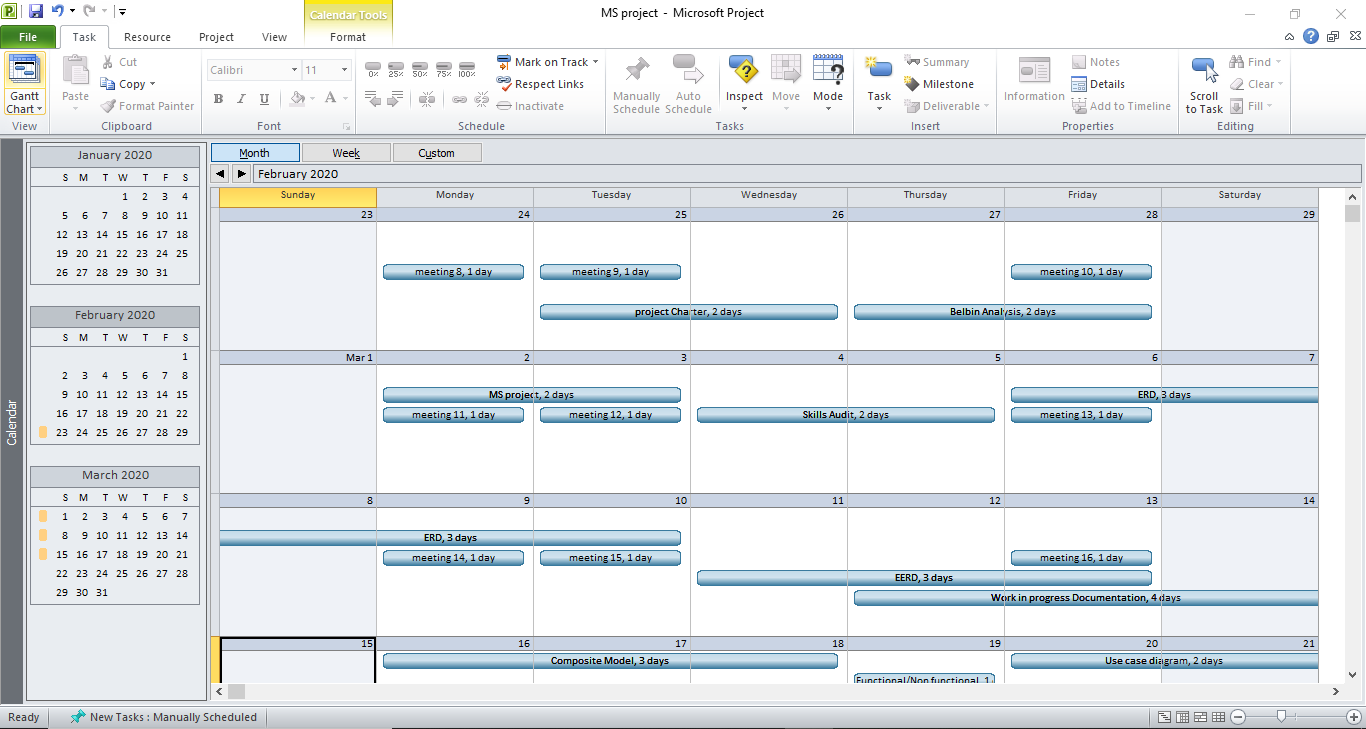 MS project - Microsoft Project
Calendar Tools
File Task Resource Project View Format
Gantt Chart
View
Paste
Cut
Copy
Format Painter
Clipboard
Calibri 11
B I U A
Font
0% 25% 50% 75% 100%
Mark on Track
Respect Links
Inactivate
Schedule
Manually Schedule
Auto Schedule
Inspect
Move
Mode
Tasks
Task
Summary
Milestone
Deliverable
Insert
Information
Notes
Details
Add to Timeline
Properties
Scroll to Task
Find
Clear
Fill
Editing
Calendar
January 2020
S M T W T F S
1 2 3 4
5 6 7 8 9 10 11
12 13 14 15 16 17 18
19 20 21 22 23 24 25
26 27 28 29 30 31
February 2020
S M T W T F S
1
2 3 4 5 6 7 8
9 10 11 12 13 14 15
16 17 18 19 20 21 22
23 24 25 26 27 28 29
March 2020
S M T W T F S
1 2 3 4 5 6 7
8 9 10 11 12 13 14
15 16 17 18 19 20 21
22 23 24 25 26 27 28
29 30 31
Month Week Custom
February 2020
Sunday Monday Tuesday Wednesday Thursday Friday Saturday
23 24 25 26 27 28 29
meeting 8, 1 day meeting 9, 1 day meeting 10, 1 day
project Charter, 2 days Belbin Analysis, 2 days
Mar 1 2 3 4 5 6 7
MS project, 2 days ERD, 3 days
meeting 11, 1 day meeting 12, 1 day Skills Audit, 2 days meeting 13, 1 day
8 9 10 11 12 13 14
ERD, 3 days
meeting 14, 1 day meeting 15, 1 day meeting 16, 1 day
EERD, 3 days
Work in progress Documentation, 4 days
15 16 17 18 19 20 21
Composite Model, 3 days Use case diagram, 2 days
Functional/Non functional, 1
Ready New Tasks : Manually Scheduled